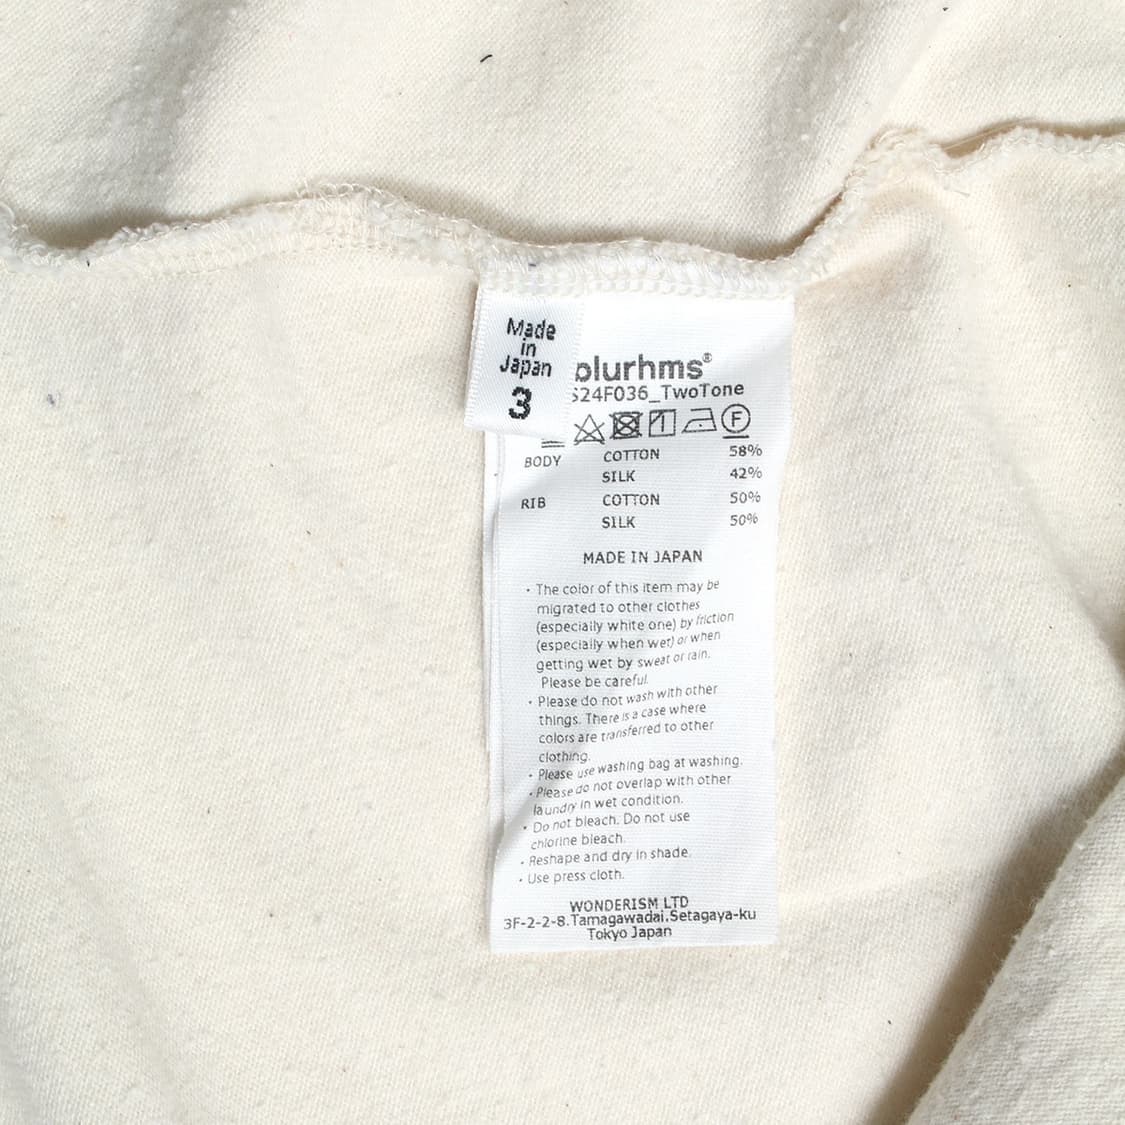 Made
in
Japan
3
blurhms®
S24F036_TwoTone
F
BODY COTTON 58%
SILK 42%
RIB COTTON 50%
SILK 50%
MADE IN JAPAN
・The color of this item may be
migrated to other clothes
(especially white one) by friction
(especially when wet) or when
getting wet by sweat or rain.
Please be careful.
・Please do not wash with other
things. There is a case where
colors are transferred to other
clothing.
・Please use washing bag at washing.
・Please do not overlap with other
laundry in wet condition.
・Do not bleach. Do not use
chlorine bleach.
・Reshape and dry in shade.
・Use press cloth.
WONDERISM LTD
3F-2-2-8.Tamagawadai.Setagaya-ku
Tokyo Japan